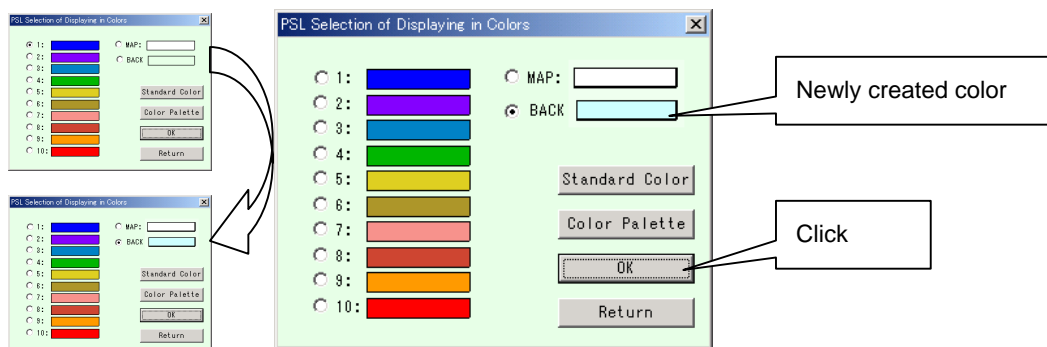 PSL Selection of Displaying in Colors
1: MAP:
2: BACK
3:
4:
5: Standard Color
6:
7: Color Palette
8:
9: OK
10: Return
PSL Selection of Displaying in Colors
1: MAP:
2: BACK
3:
4:
5: Standard Color
6:
7: Color Palette
8:
9: OK
10: Return
PSL Selection of Displaying in Colors
1: MAP:
2: BACK
3:
4:
5: Standard Color
6:
7: Color Palette
8:
9: OK
10: Return
Newly created color
Click